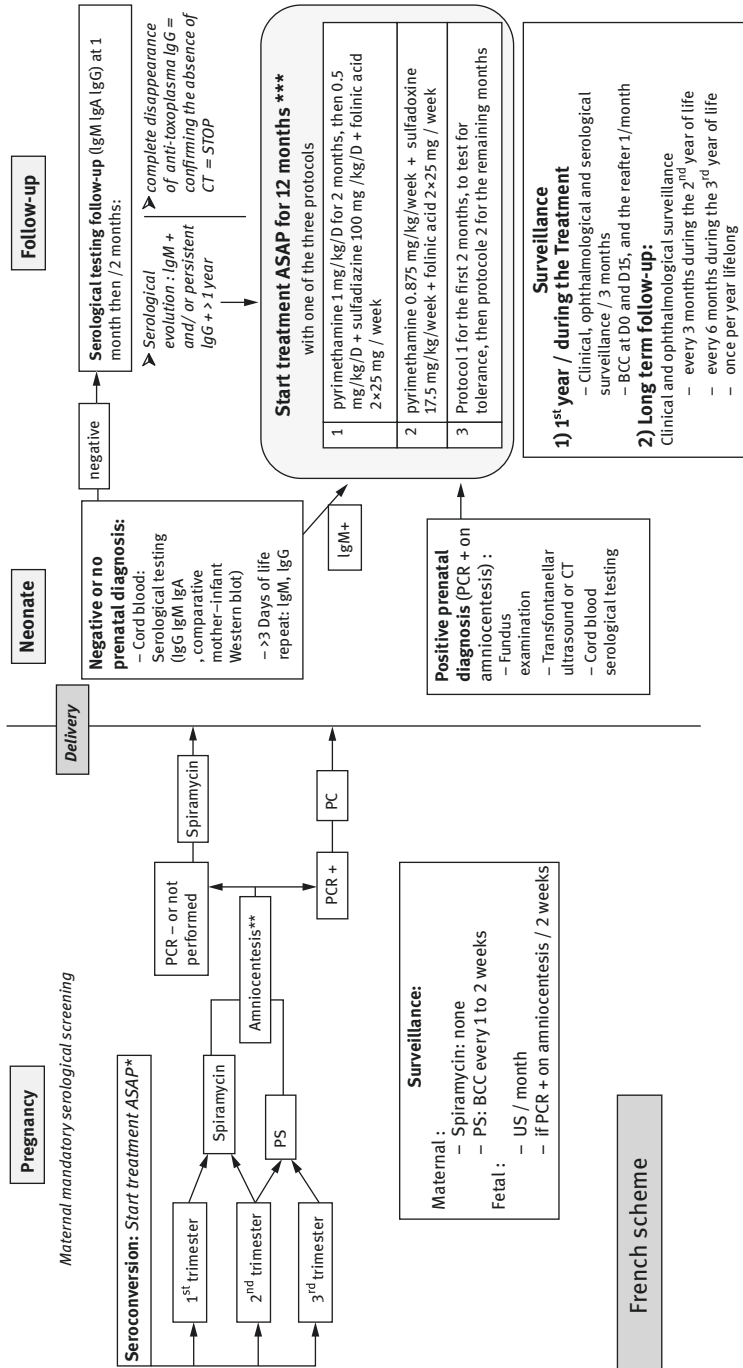 Pregnancy
Maternal mandatory serological screening
Seroconversion: Start treatment ASAP*
1st trimester
2nd trimester
3rd trimester
Spiramycin
PS
Amniocentesis**
PCR – or not
performed
PCR +
Spiramycin
PC
Surveillance:
Maternal :
– Spiramycin: none
– PS: BCC every 1 to 2 weeks
Fetal :
– US / month
– if PCR + on amniocentesis / 2 weeks
French scheme
Delivery
Neonate
Negative or no
prenatal diagnosis:
– Cord blood:
Serological testing
(IgG IgM IgA
, comparative
mother–infant
Western blot)
– >3 Days of life
repeat: IgM, IgG
negative
IgM+
Positive prenatal
diagnosis (PCR + on
amniocentesis) :
– Fundus
examination
– Transfontanellar
ultrasound or CT
– Cord blood
serological testing
Follow-up
Serological testing follow-up (IgM IgA IgG) at 1
month then /2 months:
➢ Serological
evolution : IgM +
and/ or persistent
IgG + >1 year
➢ complete disappearance
of anti-toxoplasma IgG =
confirming the absence of
CT = STOP
Start treatment ASAP for 12 months ***
with one of the three protocols
1 pyrimethamine 1 mg/kg/D for 2 months, then 0.5
mg/kg/D + sulfadiazine 100 mg /kg/D + folinic acid
2×25 mg / week
2 pyrimethamine 0.875 mg/kg/week + sulfadoxine
17.5 mg/kg/week + folinic acid 2×25 mg / week
3 Protocol 1 for the first 2 months, to test for
tolerance, then protocole 2 for the remaining months
Surveillance
1) 1st year / during the Treatment
– Clinical, ophthalmological and serological
surveillance / 3 months
– BCC at D0 and D15, and the reafter 1/month
2) Long term follow-up:
Clinical and ophthalmological surveillance
– every 3 months during the 2nd year of life
– every 6 months during the 3rd year of life
– once per year lifelong